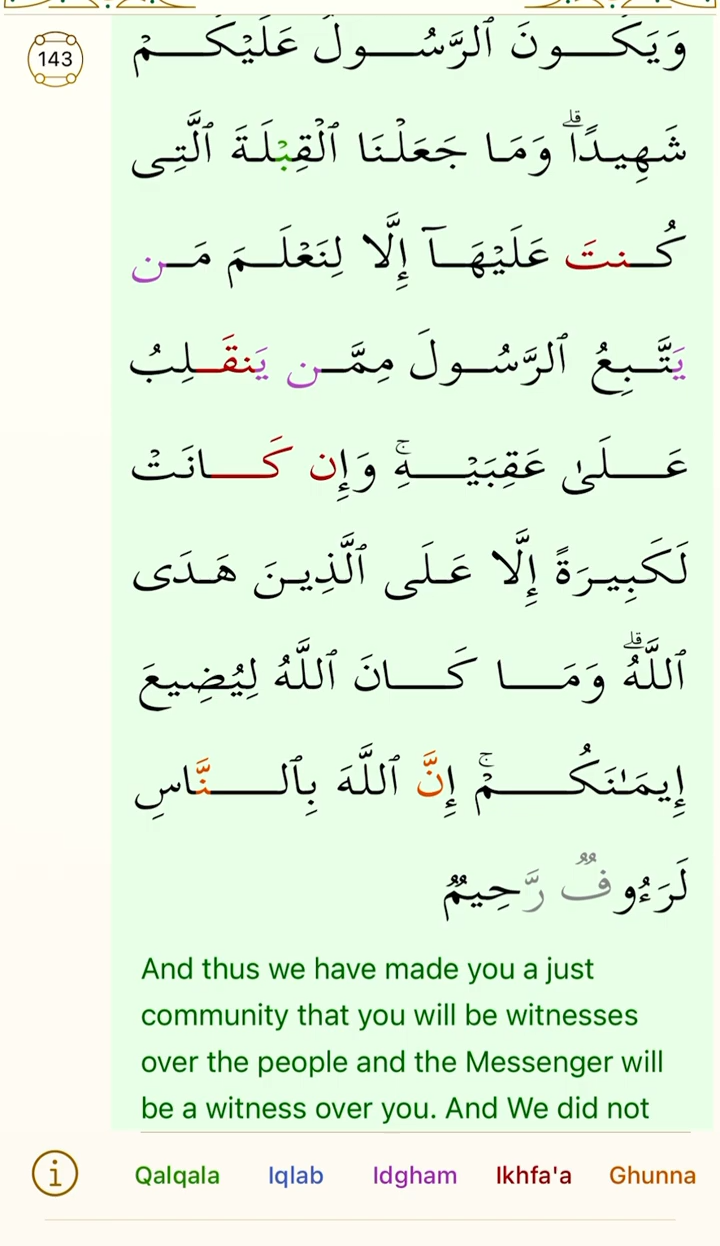 143
وَيَكُونَ ٱلرَّسُولُ عَلَيْكُمْ
شَهِيدًاۗ وَمَا جَعَلْنَا ٱلْقِبْلَةَ ٱلَّتِى
كُنتَ عَلَيْهَآ إِلَّا لِنَعْلَمَ مَن
يَتَّبِعُ ٱلرَّسُولَ مِمَّن يَنقَلِبُ
عَلَىٰ عَقِبَيْهِۚ وَإِن كَانَتْ
لَكَبِيرَةً إِلَّا عَلَى ٱلَّذِينَ هَدَى
ٱللَّهُۗ وَمَا كَانَ ٱللَّهُ لِيُضِيعَ
إِيمَـٰنَكُمْۚ إِنَّ ٱللَّهَ بِٱلنَّاسِ
لَرَءُوفٌ رَّحِيمٌ
And thus we have made you a just
community that you will be witnesses
over the people and the Messenger will
be a witness over you. And We did not
Qalqala Iqlab Idgham Ikhfa'a Ghunna